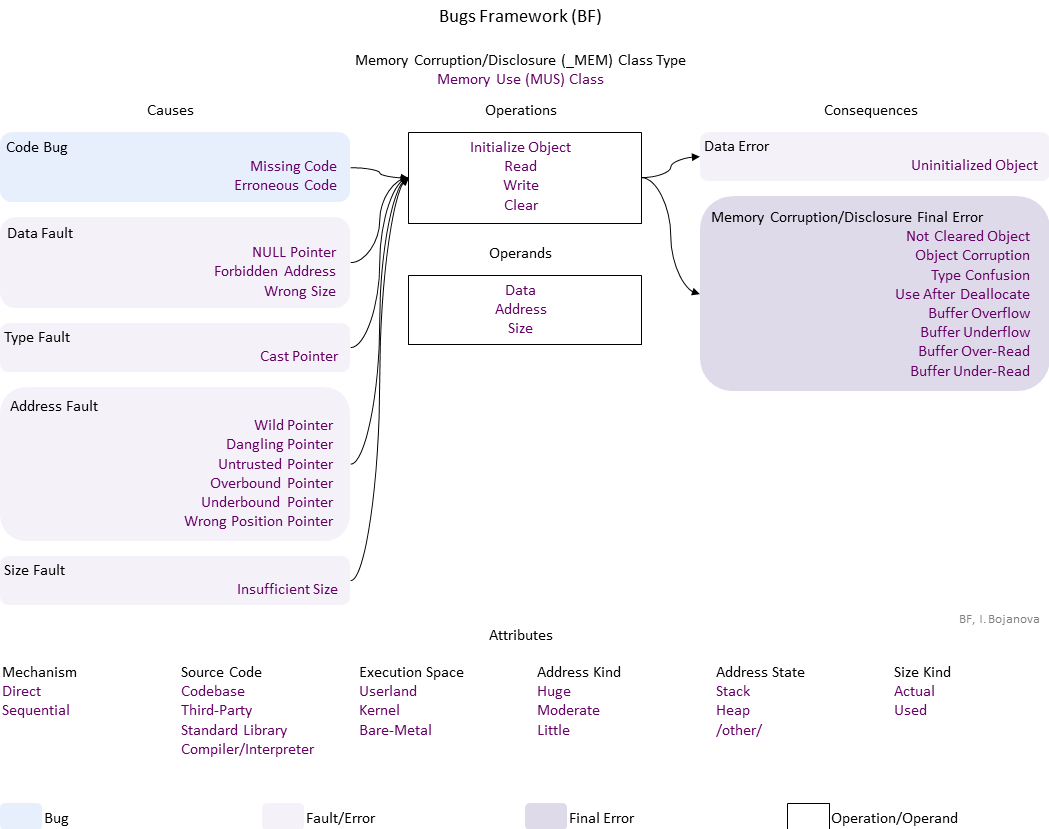 Bugs Framework (BF)
Memory Corruption/Disclosure (_MEM) Class Type
Memory Use (MUS) Class
Causes
Operations
Consequences
Code Bug
Missing Code
Erroneous Code
Data Fault
NULL Pointer
Forbidden Address
Wrong Size
Type Fault
Cast Pointer
Address Fault
Wild Pointer
Dangling Pointer
Untrusted Pointer
Overbound Pointer
Underbound Pointer
Wrong Position Pointer
Size Fault
Insufficient Size
Initialize Object
Read
Write
Clear
Operands
Data
Address
Size
Data Error
Uninitialized Object
Memory Corruption/Disclosure Final Error
Not Cleared Object
Object Corruption
Type Confusion
Use After Deallocate
Buffer Overflow
Buffer Underflow
Buffer Over-Read
Buffer Under-Read
BF, I. Bojanova
Attributes
Mechanism
Direct
Sequential
Source Code
Codebase
Third-Party
Standard Library
Compiler/Interpreter
Execution Space
Userland
Kernel
Bare-Metal
Address Kind
Huge
Moderate
Little
Address State
Stack
Heap
/other/
Size Kind
Actual
Used
Bug
Fault/Error
Final Error
Operation/Operand